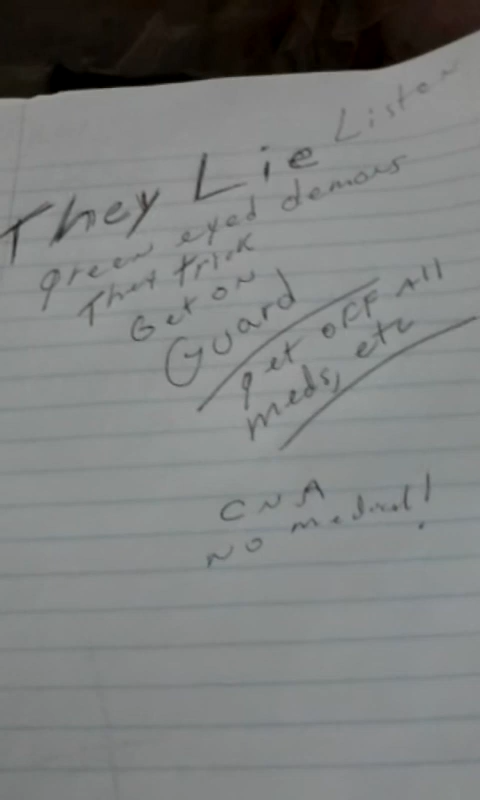 They Lie Listen
green eyed demons
that trick
Get on
Guard
get off All
meds, etc
CNA
No medical!